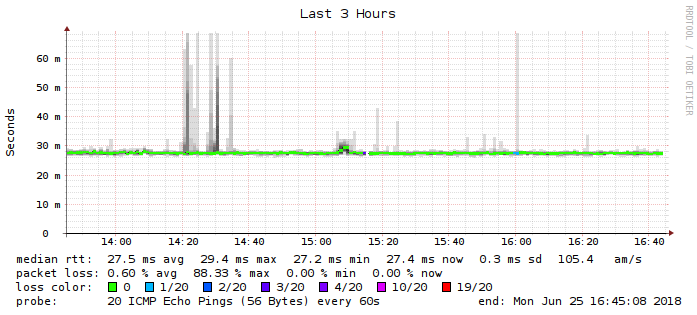 Last 3 Hours
RRDTOOL / TOBI OETIKER
Seconds
60 m
50 m
40 m
30 m
20 m
10 m
0
14:00 14:20 14:40 15:00 15:20 15:40 16:00 16:20 16:40
median rtt: 27.5 ms avg 29.4 ms max 27.2 ms min 27.4 ms now 0.3 ms sd 105.4 am/s
packet loss: 0.60 % avg 88.33 % max 0.00 % min 0.00 % now
loss color: 0 1/20 2/20 3/20 4/20 10/20 19/20
probe: 20 ICMP Echo Pings (56 Bytes) every 60s end: Mon Jun 25 16:45:08 2018